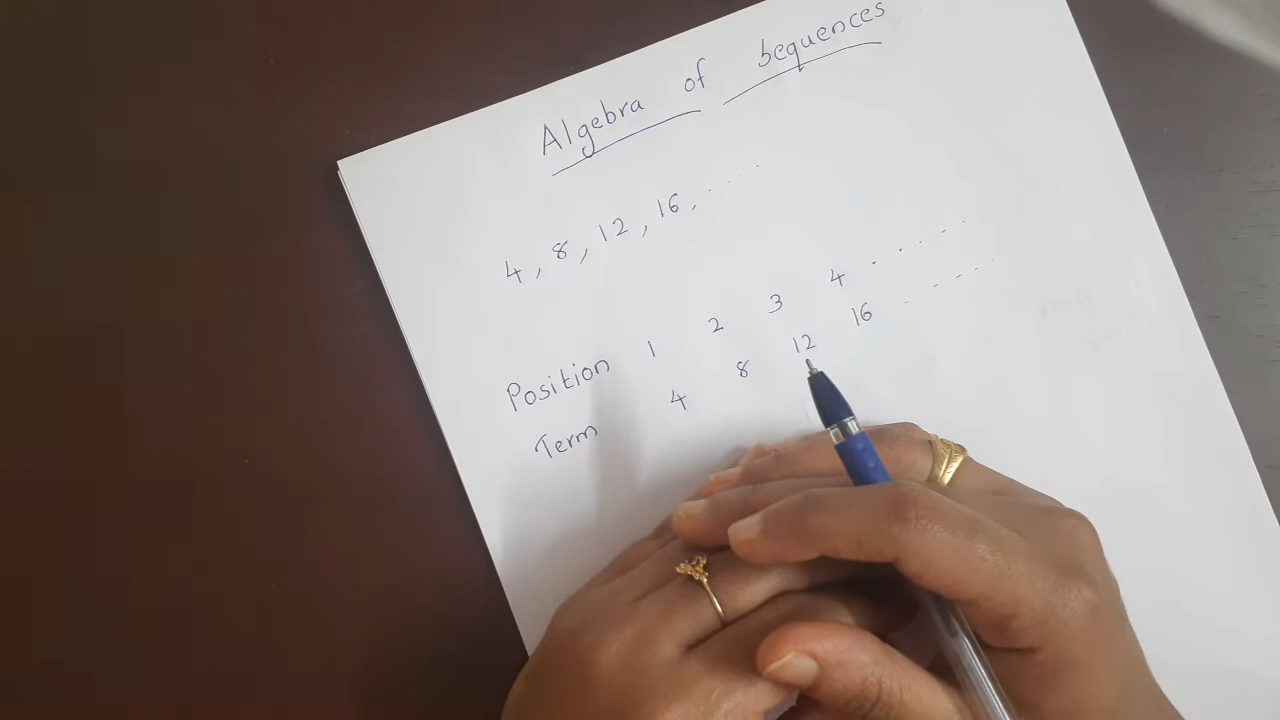 Algebra of Sequences
4, 8, 12, 16, .....
Position 1 2 3 4 ......
Term 4 8 12 16 .....